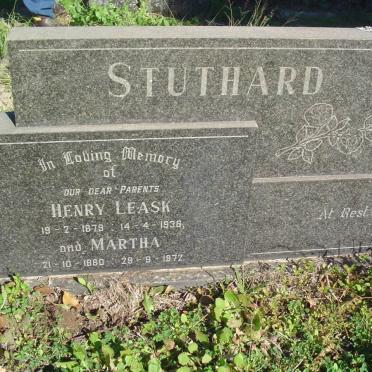 STUTHARD
In Loving Memory
of
OUR DEAR PARENTS
HENRY LEASK
19-2-1879 : 14-4-1936,
and MARTHA
21-10-1880 : 29-9-1972.
At Rest.